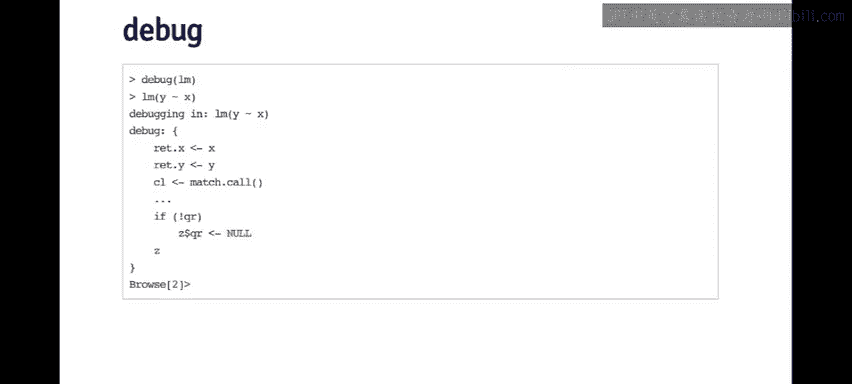 debug
> debug(lm)
> lm(y ~ x)
debugging in: lm(y ~ x)
debug: {
    ret.x <- x
    ret.y <- y
    cl <- match.call()
    ...
    if (!qr)
        z$qr <- NULL
    z
}
Browse[2]>